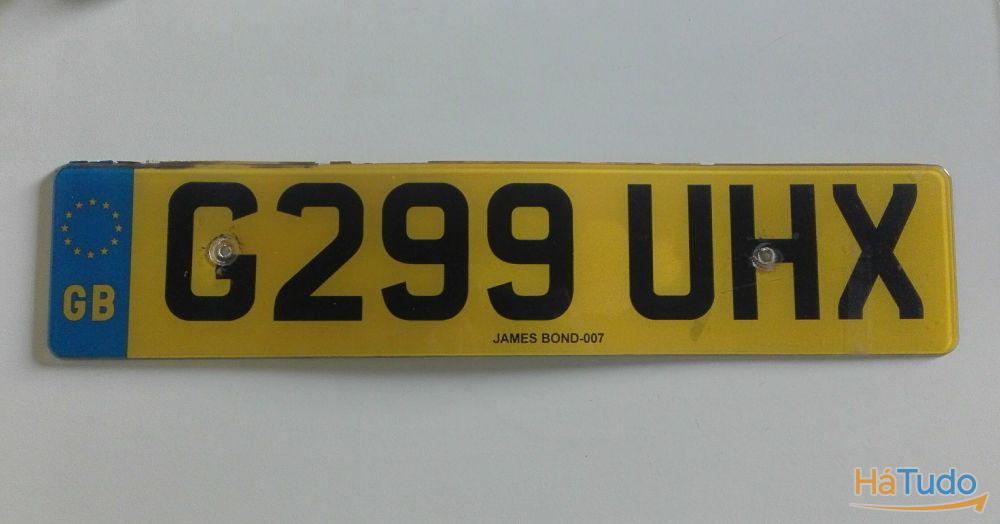 GB
G299 UHX
JAMES BOND-007
HáTudo